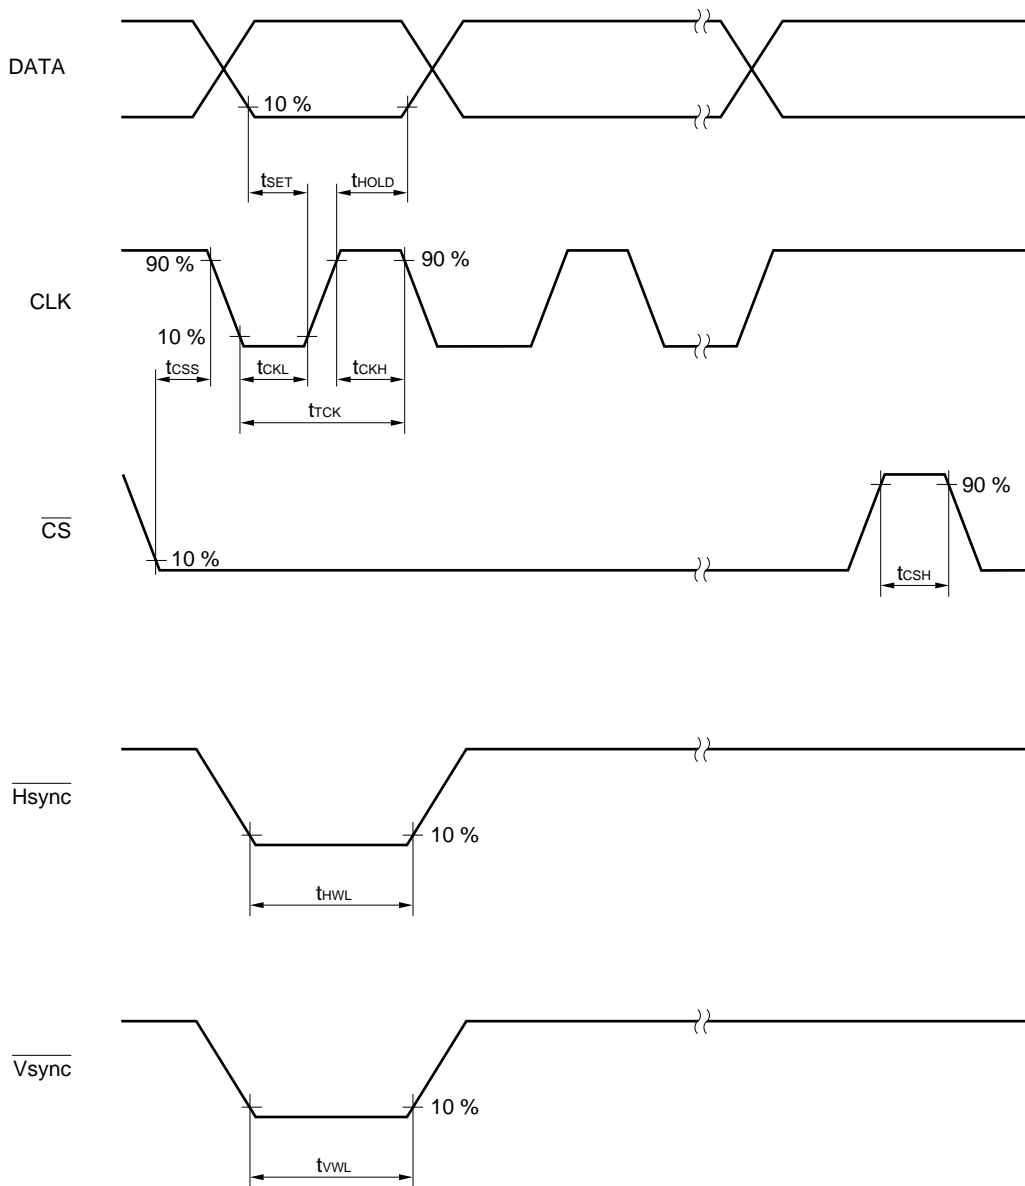 DATA
10 %
tSET
tHOLD
90 %
90 %
CLK
10 %
tCSS
tCKL
tCKH
tTCK
90 %
CS
10 %
tCSH
Hsync
10 %
tHWL
Vsync
10 %
tVWL